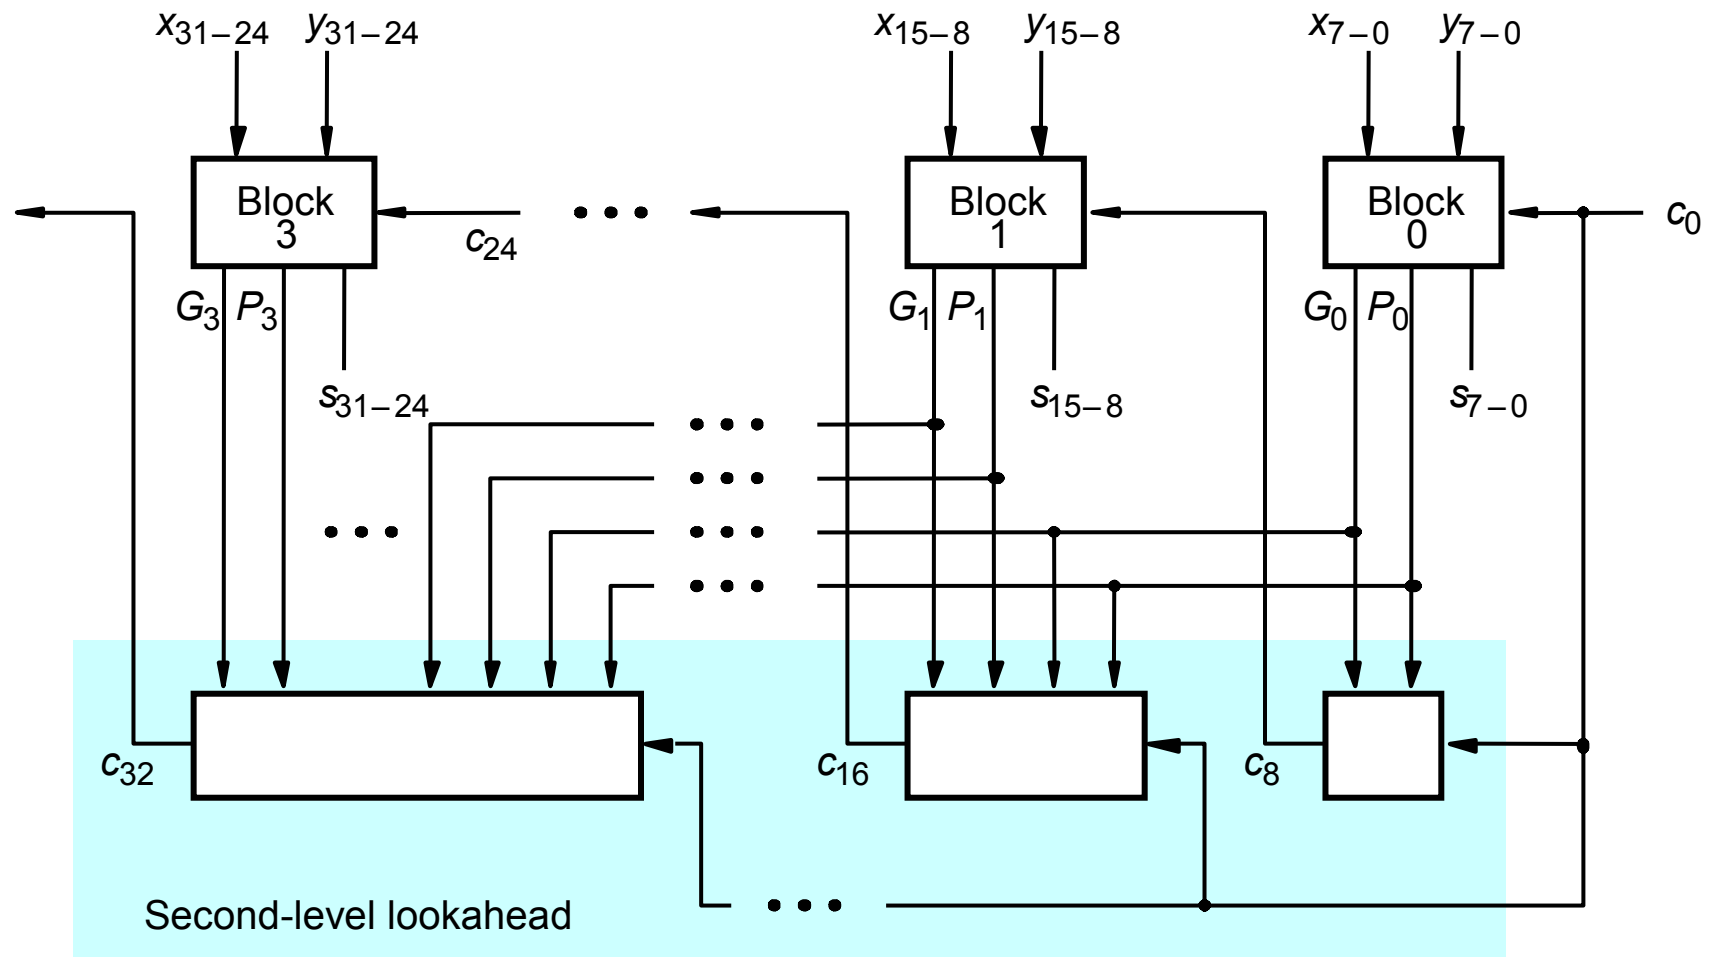 x31–24 y31–24 x15–8 y15–8 x7–0 y7–0
Block
3
Block
1
Block
0
c24
c0
G3 P3 G1 P1 G0 P0
s31–24 s15–8 s7–0
c32 c16 c8
Second-level lookahead